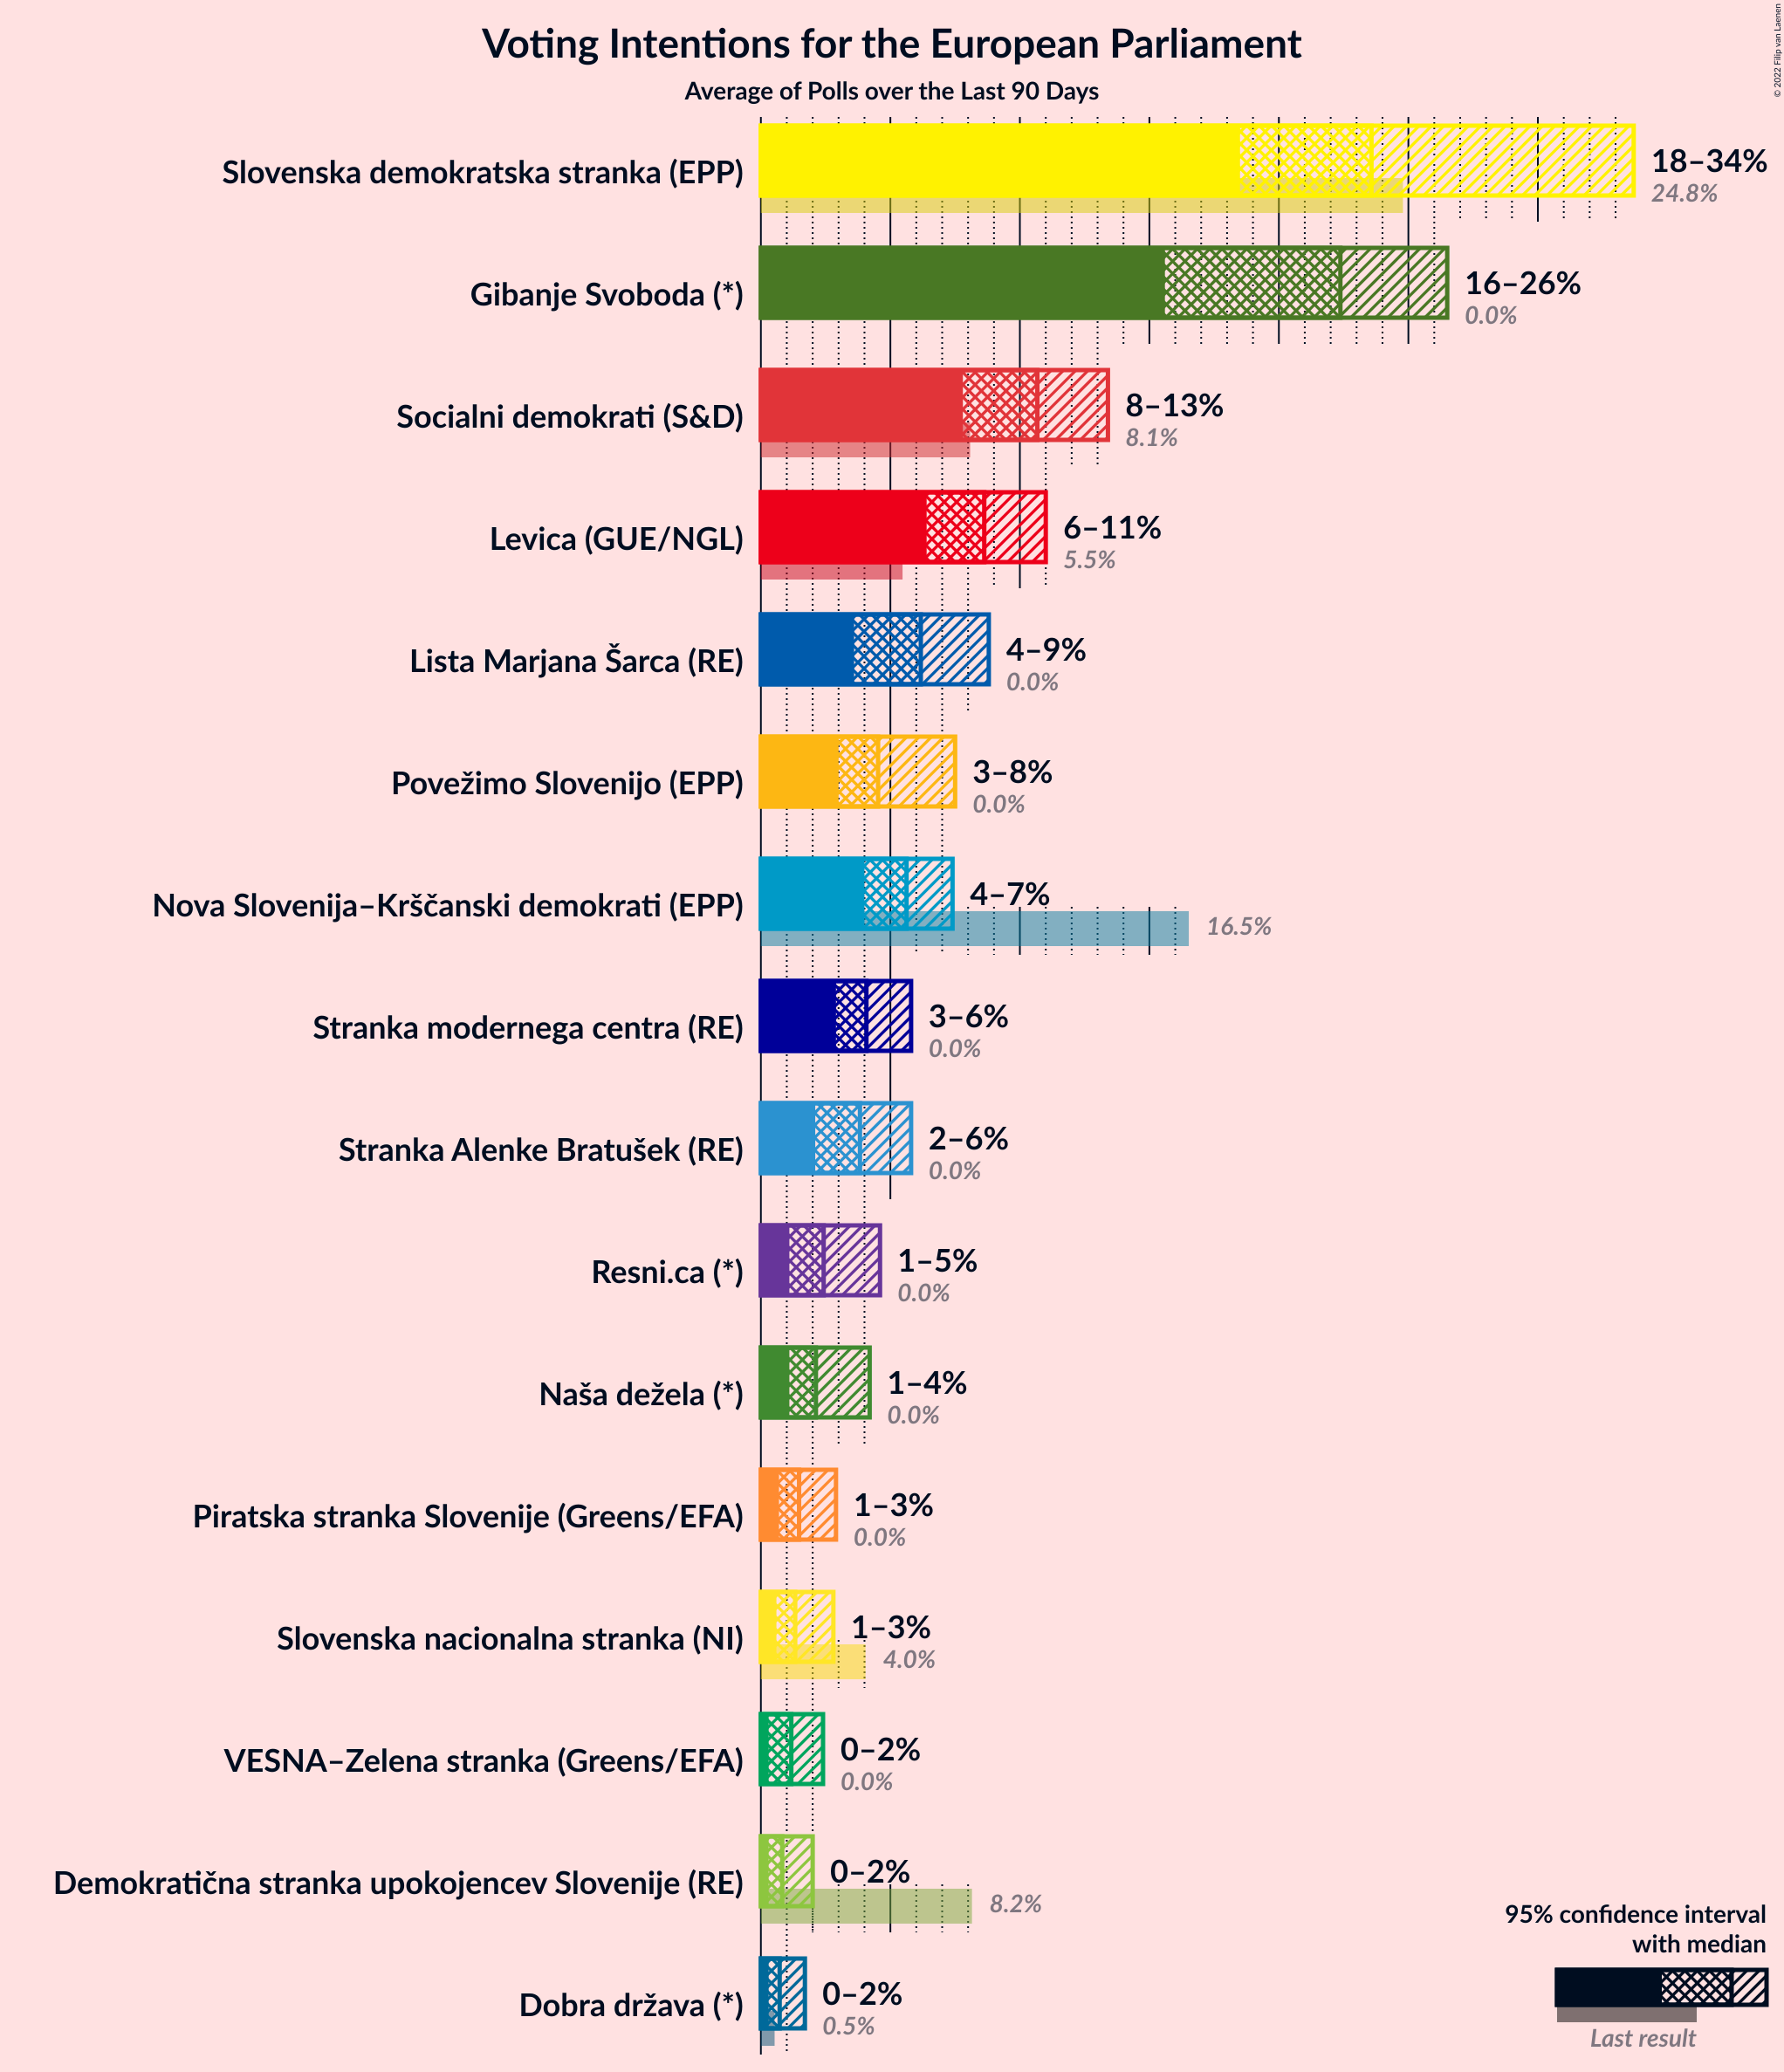 Voting Intentions for the European Parliament
Average of Polls over the Last 90 Days
© 2022 Filip van Laenen
Slovenska demokratska stranka (EPP)
18–34%
24.8%
Gibanje Svoboda (*)
16–26%
0.0%
Socialni demokrati (S&D)
8–13%
8.1%
Levica (GUE/NGL)
6–11%
5.5%
Lista Marjana Šarca (RE)
4–9%
0.0%
Povežimo Slovenijo (EPP)
3–8%
0.0%
Nova Slovenija–Krščanski demokrati (EPP)
4–7%
16.5%
Stranka modernega centra (RE)
3–6%
0.0%
Stranka Alenke Bratušek (RE)
2–6%
0.0%
Resni.ca (*)
1–5%
0.0%
Naša dežela (*)
1–4%
0.0%
Piratska stranka Slovenije (Greens/EFA)
1–3%
0.0%
Slovenska nacionalna stranka (NI)
1–3%
4.0%
VESNA–Zelena stranka (Greens/EFA)
0–2%
0.0%
Demokratična stranka upokojencev Slovenije (RE)
0–2%
8.2%
Dobra država (*)
0–2%
0.5%
95% confidence interval
with median
Last result